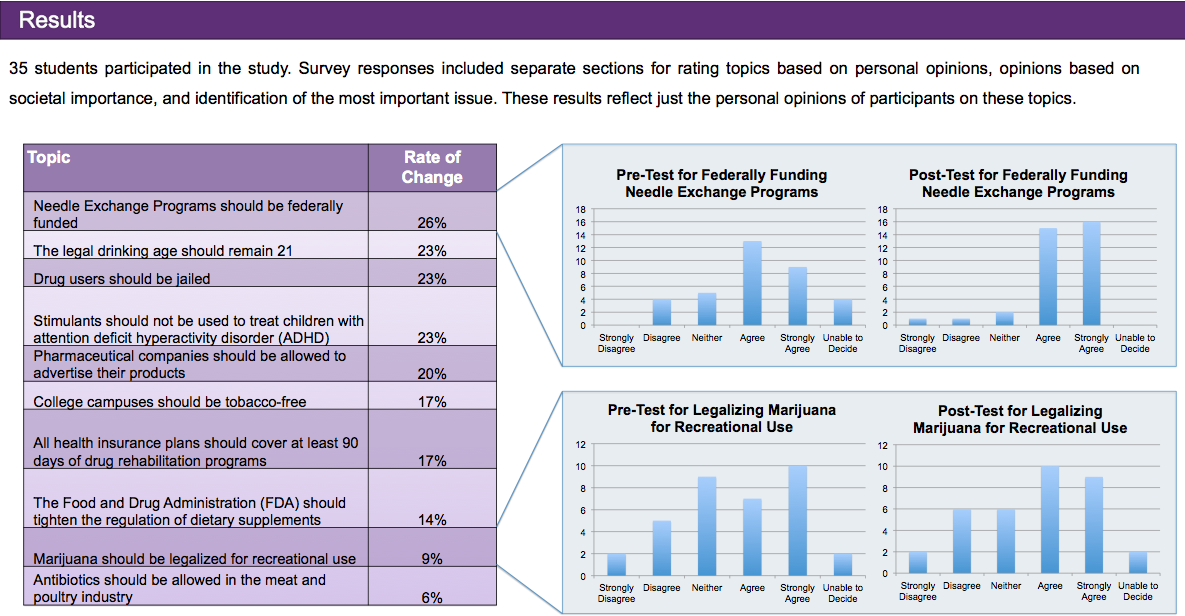 Results
35 students participated in the study. Survey responses included separate sections for rating topics based on personal opinions, opinions based on
societal importance, and identification of the most important issue. These results reflect just the personal opinions of participants on these topics.
Topic
Rate of
Change
Needle Exchange Programs should be federally
funded
26%
The legal drinking age should remain 21
23%
Drug users should be jailed
23%
Stimulants should not be used to treat children with
attention deficit hyperactivity disorder (ADHD)
23%
Pharmaceutical companies should be allowed to
advertise their products
20%
College campuses should be tobacco-free
17%
All health insurance plans should cover at least 90
days of drug rehabilitation programs
17%
The Food and Drug Administration (FDA) should
tighten the regulation of dietary supplements
14%
Marijuana should be legalized for recreational use
9%
Antibiotics should be allowed in the meat and
poultry industry
6%
Pre-Test for Federally Funding
Needle Exchange Programs
18
16
14
12
10
8
6
4
2
0
Strongly Disagree Neither Agree Strongly Unable to
Disagree Agree Decide
Post-Test for Federally Funding
Needle Exchange Programs
18
16
14
12
10
8
6
4
2
0
Strongly Disagree Neither Agree Strongly Unable to
Disagree Agree Decide
Pre-Test for Legalizing Marijuana
for Recreational Use
12
10
8
6
4
2
0
Strongly Disagree Neither Agree Strongly Unable to
Disagree Agree Decide
Post-Test for Legalizing
Marijuana for Recreational Use
12
10
8
6
4
2
0
Strongly Disagree Neither Agree Strongly Unable to
Disagree Agree Decide